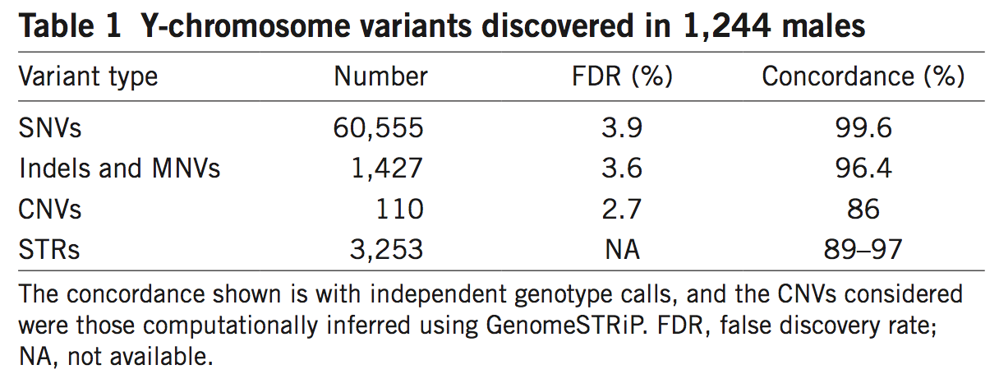 Table 1 Y-chromosome variants discovered in 1,244 males
Variant type Number FDR (%) Concordance (%)
SNVs 60,555 3.9 99.6
Indels and MNVs 1,427 3.6 96.4
CNVs 110 2.7 86
STRs 3,253 NA 89–97
The concordance shown is with independent genotype calls, and the CNVs considered
were those computationally inferred using GenomeSTRiP. FDR, false discovery rate;
NA, not available.